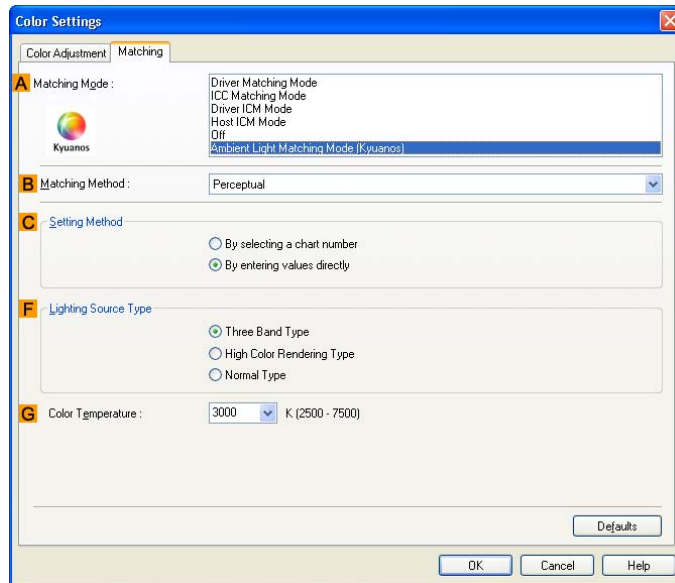 Color Settings
Color Adjustment Matching
A Matching Mode :
Driver Matching Mode
ICC Matching Mode
Driver ICM Mode
Host ICM Mode
Off
Ambient Light Matching Mode (Kyuanos)
Kyuanos
B Matching Method : Perceptual
C Setting Method
By selecting a chart number
By entering values directly
F Lighting Source Type
Three Band Type
High Color Rendering Type
Normal Type
G Color Temperature : 3000 K (2500 - 7500)
Defaults
OK Cancel Help